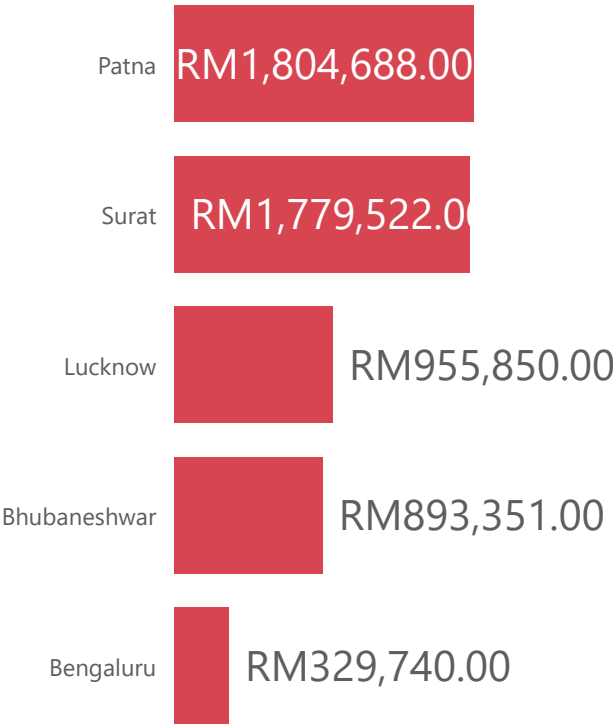 Patna RM1,804,688.00
Surat RM1,779,522.00
Lucknow RM955,850.00
Bhubaneshwar RM893,351.00
Bengaluru RM329,740.00